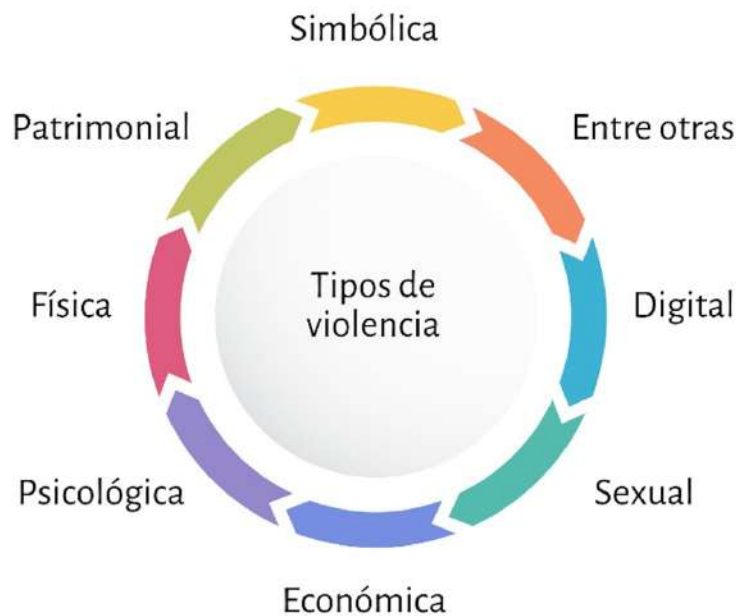 Simbólica
Patrimonial
Entre otras
Física
Tipos de
violencia
Digital
Psicológica
Sexual
Económica